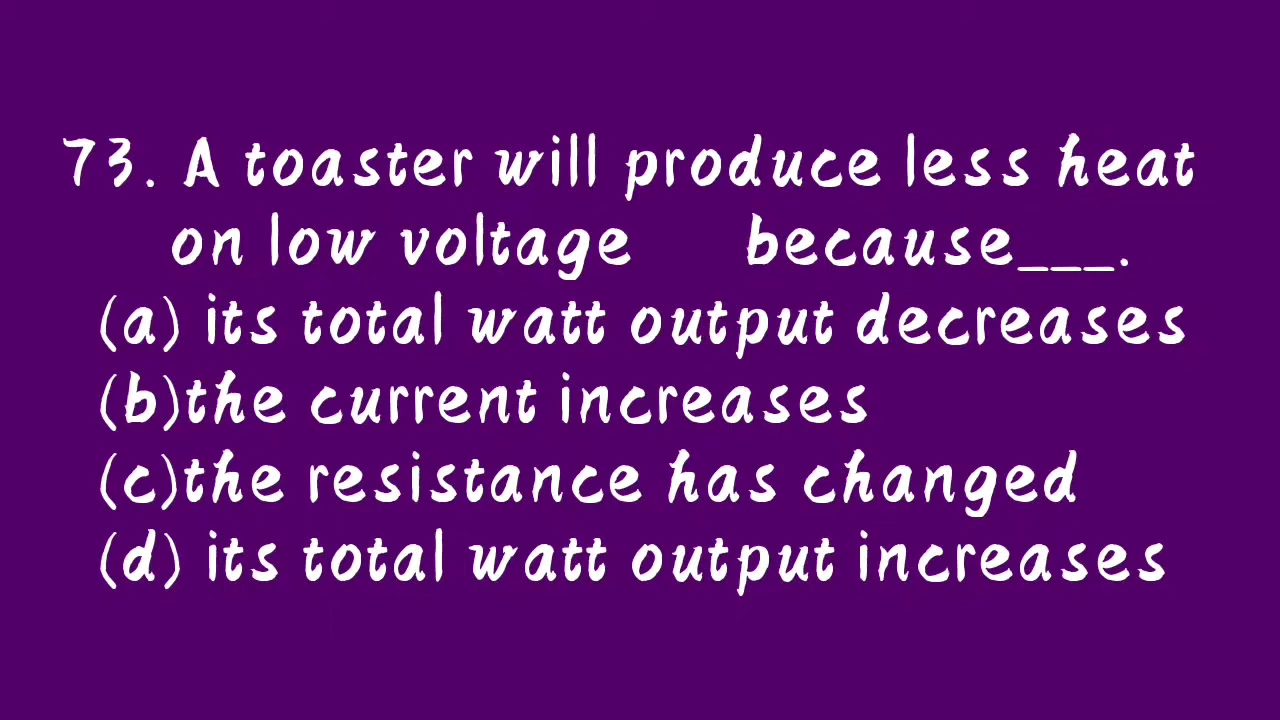 73. A toaster will produce less heat
on low voltage because___.
(a) its total watt output decreases
(b)the current increases
(c)the resistance has changed
(d) its total watt output increases